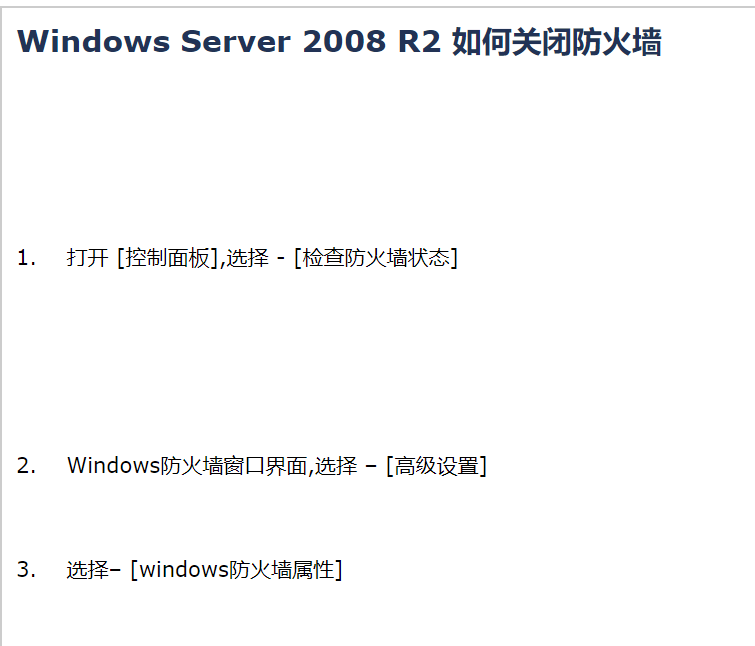 Windows Server 2008 R2 如何关闭防火墙
1. 打开 [控制面板],选择 - [检查防火墙状态]
2. Windows防火墙窗口界面,选择 – [高级设置]
3. 选择– [windows防火墙属性]